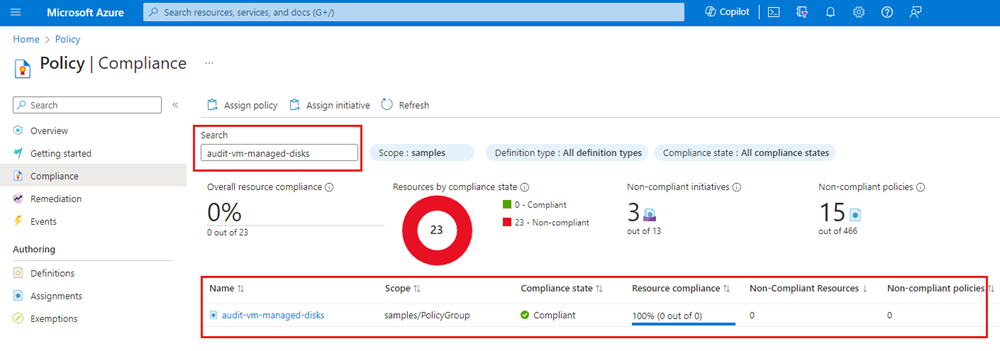 Microsoft Azure
Search resources, services, and docs (G+/)
Copilot
Home > Policy
Policy | Compliance ...
Search
«
Overview
Getting started
Compliance
Remediation
Events
Authoring
Definitions
Assignments
Exemptions
Assign policy Assign initiative Refresh
Search
audit-vm-managed-disks
Scope : samples Definition type : All definition types Compliance state : All compliance states
Overall resource compliance
0%
0 out of 23
Resources by compliance state
23
0 - Compliant
23 - Non-compliant
Non-compliant initiatives
3
out of 13
Non-compliant policies
15
out of 466
Name ↑↓ Scope ↑↓ Compliance state ↑↓ Resource compliance ↑↓ Non-Compliant Resources ↓ Non-compliant policies ↑↓
audit-vm-managed-disks samples/PolicyGroup Compliant 100% (0 out of 0) 0 0